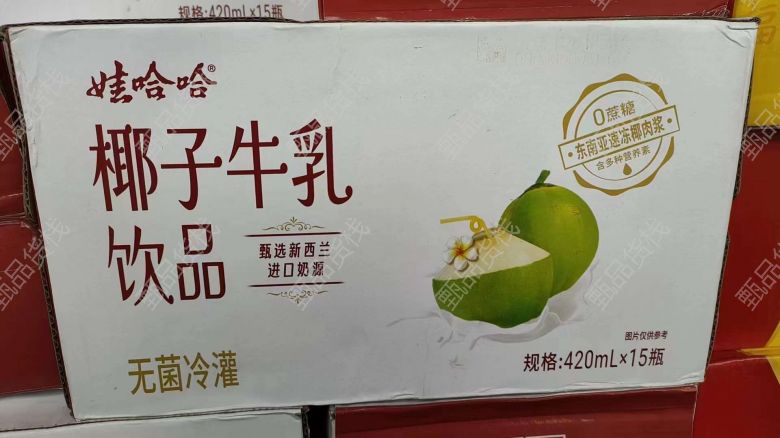 规格:420mL×15瓶
娃哈哈®
椰子牛乳
饮品
甄选新西兰
进口奶源
0蔗糖
东南亚速冻椰肉浆
含多种营养素
无菌冷灌
图片仅供参考
规格:420mL×15瓶
甄品货栈